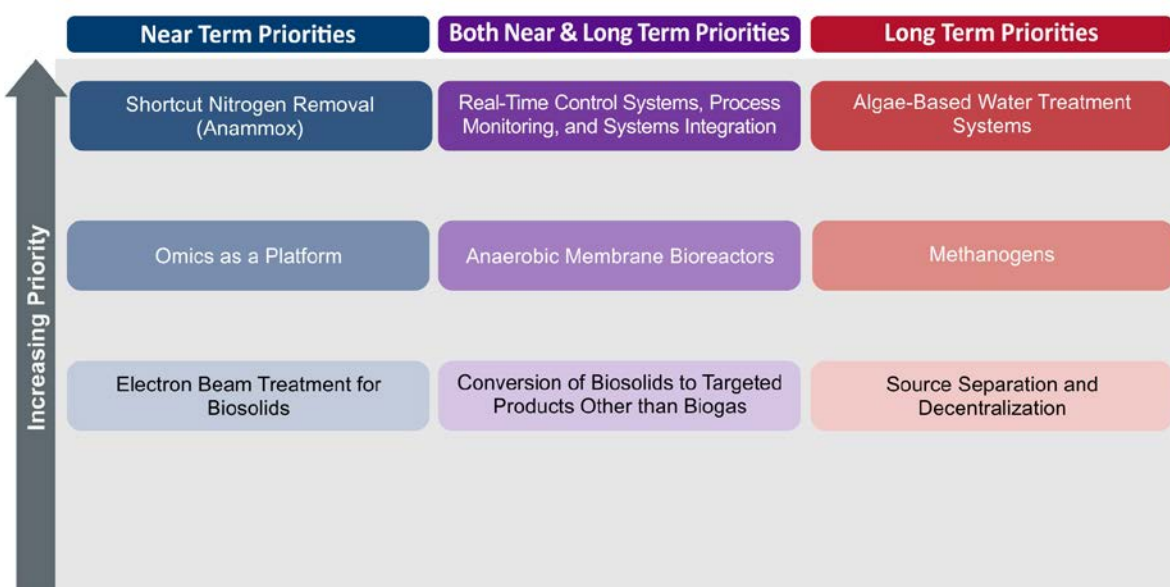 Near Term Priorities
Both Near & Long Term Priorities
Long Term Priorities
Increasing Priority
Shortcut Nitrogen Removal
(Anammox)
Real-Time Control Systems, Process
Monitoring, and Systems Integration
Algae-Based Water Treatment
Systems
Omics as a Platform
Anaerobic Membrane Bioreactors
Methanogens
Electron Beam Treatment for
Biosolids
Conversion of Biosolids to Targeted
Products Other than Biogas
Source Separation and
Decentralization